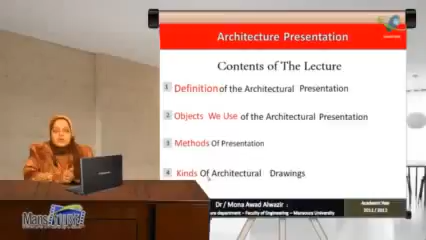 Architecture Presentation
Contents of The Lecture
1 Definition of the Architectural Presentation
2 Objects We Use of the Architectural Presentation
3 Methods Of Presentation
4 Kinds Of Architectural Drawings
Dr / Mona Awad Alwazir
Academic Year
ure department - Faculty of Engineering - Mansoura University
2011 / 2012